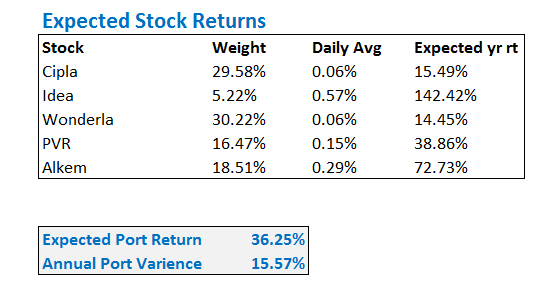 Expected Stock Returns
Stock Weight Daily Avg Expected yr rt
Cipla 29.58% 0.06% 15.49%
Idea 5.22% 0.57% 142.42%
Wonderla 30.22% 0.06% 14.45%
PVR 16.47% 0.15% 38.86%
Alkem 18.51% 0.29% 72.73%
Expected Port Return 36.25%
Annual Port Varience 15.57%